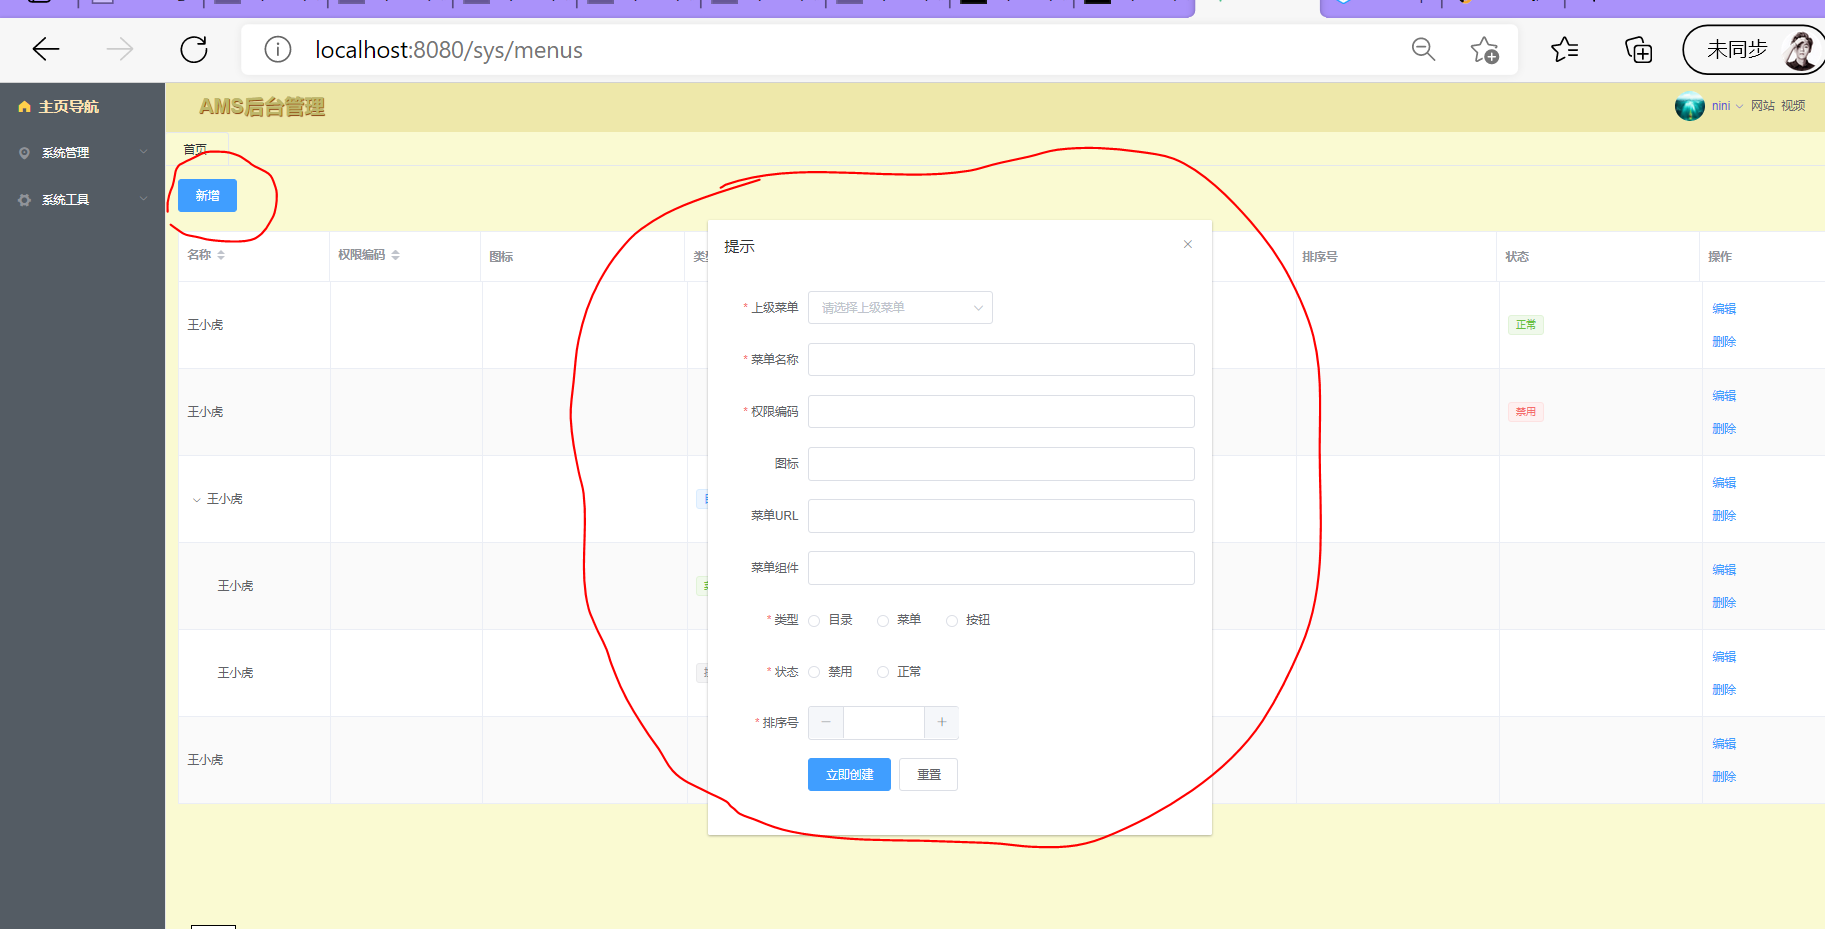 localhost:8080/sys/menus
未同步
主页导航
AMS后台管理
nini 网站 视频
首页
系统管理
系统工具
新增
名称 权限编码 图标 排序号 状态 操作
提示
王小虎 正常 编辑 删除
王小虎 禁用 编辑 删除
王小虎 编辑 删除
王小虎 编辑 删除
王小虎 编辑 删除
王小虎 编辑 删除
* 上级菜单 请选择上级菜单
* 菜单名称
* 权限编码
图标
菜单URL
菜单组件
* 类型 目录 菜单 按钮
* 状态 禁用 正常
* 排序号 − +
立即创建 重置